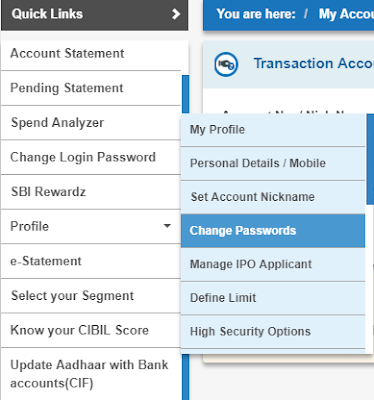 Quick Links
You are here: / My Accou
Account Statement
Transaction Accou
Pending Statement
Spend Analyzer
Change Login Password
SBI Rewardz
Profile
e-Statement
Select your Segment
Know your CIBIL Score
Update Aadhaar with Bank
accounts(CIF)
My Profile
Personal Details / Mobile
Set Account Nickname
Change Passwords
Manage IPO Applicant
Define Limit
High Security Options